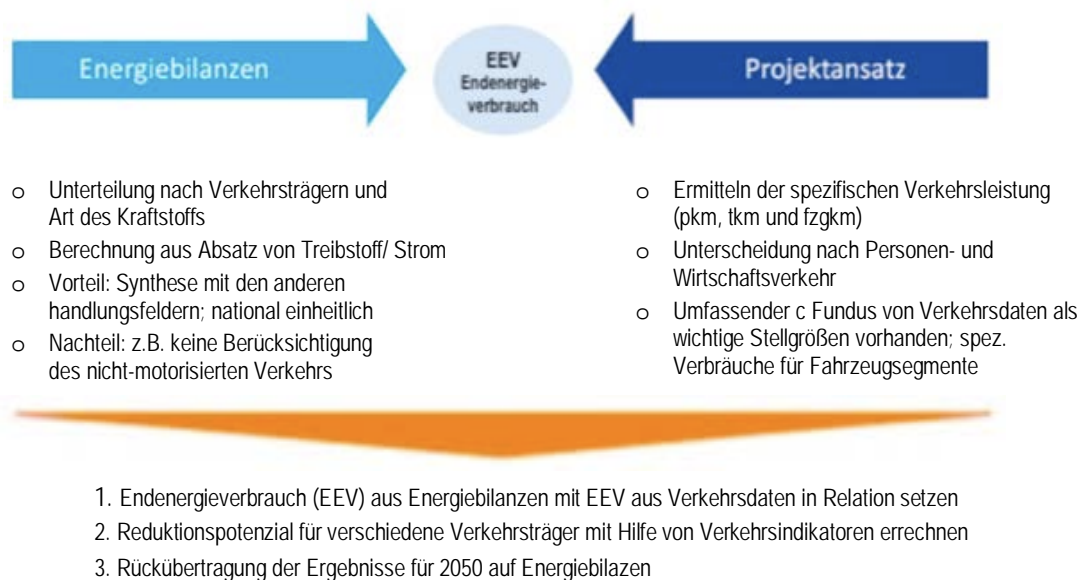 Energiebilanzen
EEV
Endenergie-
verbrauch
Projektansatz
o Unterteilung nach Verkehrsträgern und
Art des Kraftstoffs
o Berechnung aus Absatz von Treibstoff/ Strom
o Vorteil: Synthese mit den anderen
handlungsfeldern; national einheitlich
o Nachteil: z.B. keine Berücksichtigung
des nicht-motorisierten Verkehrs
o Ermitteln der spezifischen Verkehrsleistung
(pkm, tkm und fzgkm)
o Unterscheidung nach Personen- und
Wirtschaftsverkehr
o Umfassender c Fundus von Verkehrsdaten als
wichtige Stellgrößen vorhanden; spez.
Verbräuche für Fahrzeugsegmente
1. Endenergieverbrauch (EEV) aus Energiebilanzen mit EEV aus Verkehrsdaten in Relation setzen
2. Reduktionspotenzial für verschiedene Verkehrsträger mit Hilfe von Verkehrsindikatoren errechnen
3. Rückübertragung der Ergebnisse für 2050 auf Energiebilazen